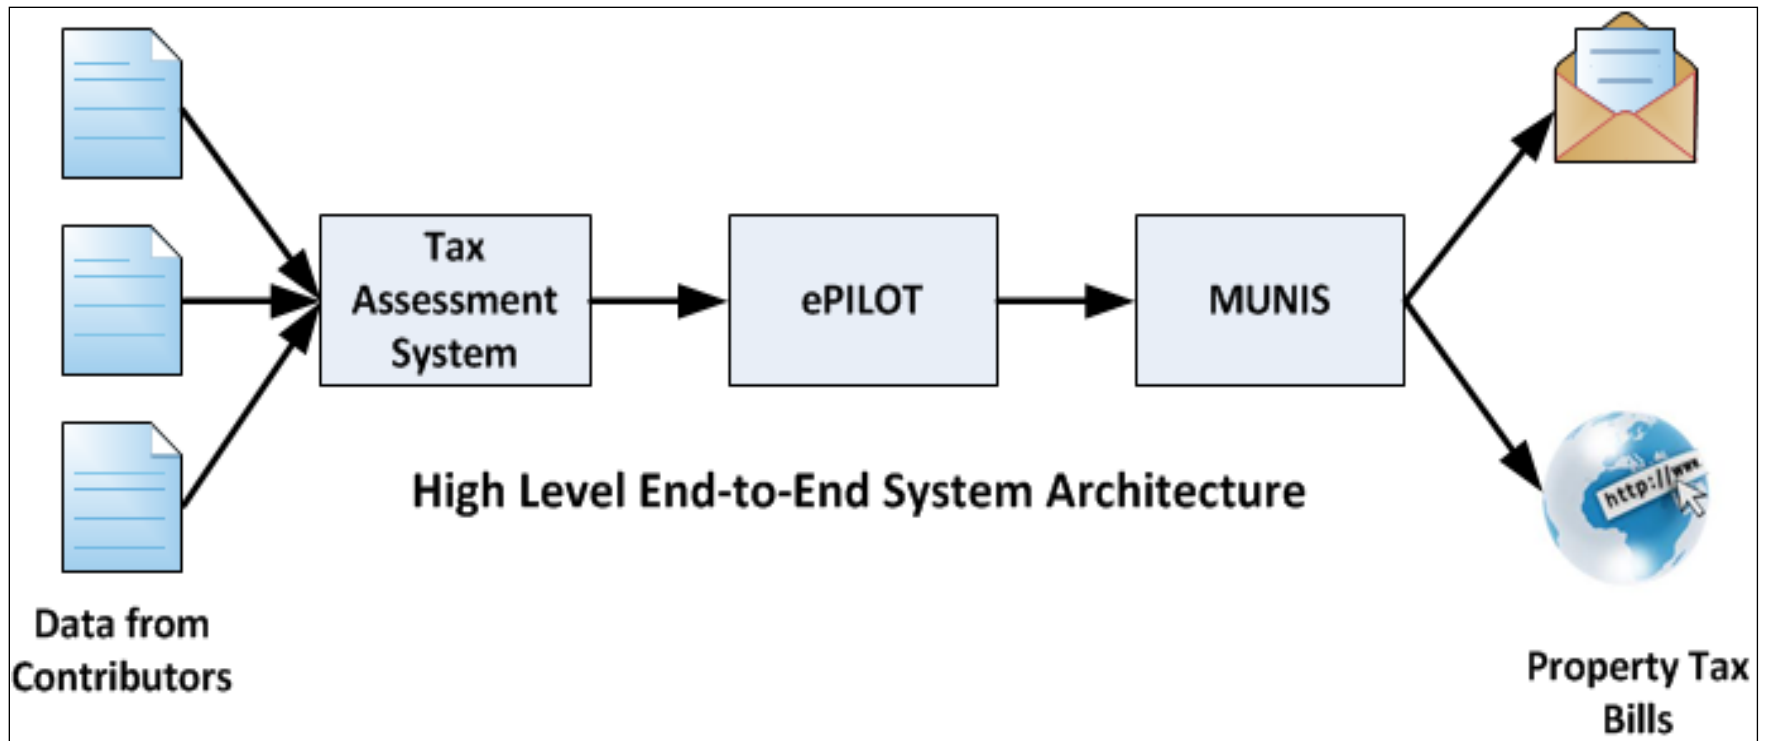 Tax
Assessment
System
ePILOT
MUNIS
High Level End-to-End System Architecture
http://www
Data from
Contributors
Property Tax
Bills